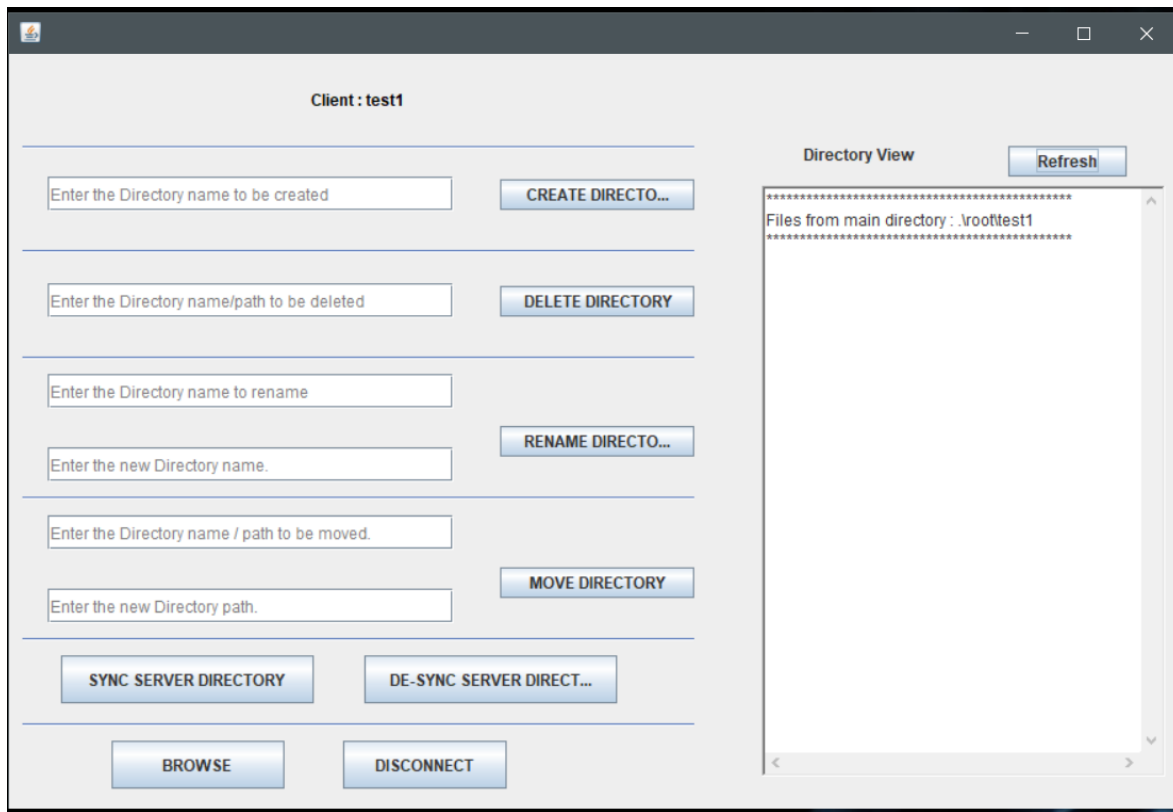 Client : test1
Enter the Directory name to be created
CREATE DIRECTO...
Enter the Directory name/path to be deleted
DELETE DIRECTORY
Enter the Directory name to rename
RENAME DIRECTO...
Enter the new Directory name.
Enter the Directory name / path to be moved.
MOVE DIRECTORY
Enter the new Directory path.
SYNC SERVER DIRECTORY
DE-SYNC SERVER DIRECT...
BROWSE
DISCONNECT
Directory View
Refresh
**********************************************
Files from main directory : .\root\test1
**********************************************